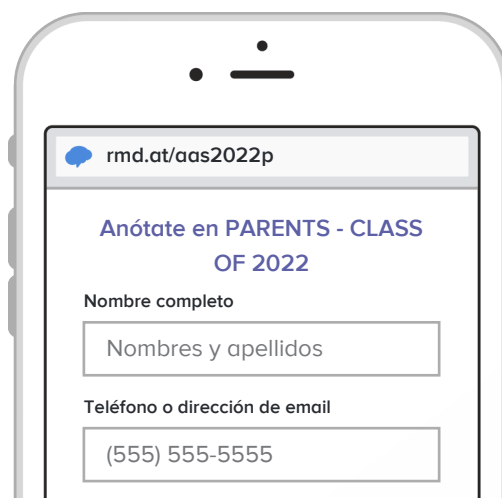 rmd.at/aas2022p
Anótate en PARENTS - CLASS
OF 2022
Nombre completo
Nombres y apellidos
Teléfono o dirección de email
(555) 555-5555